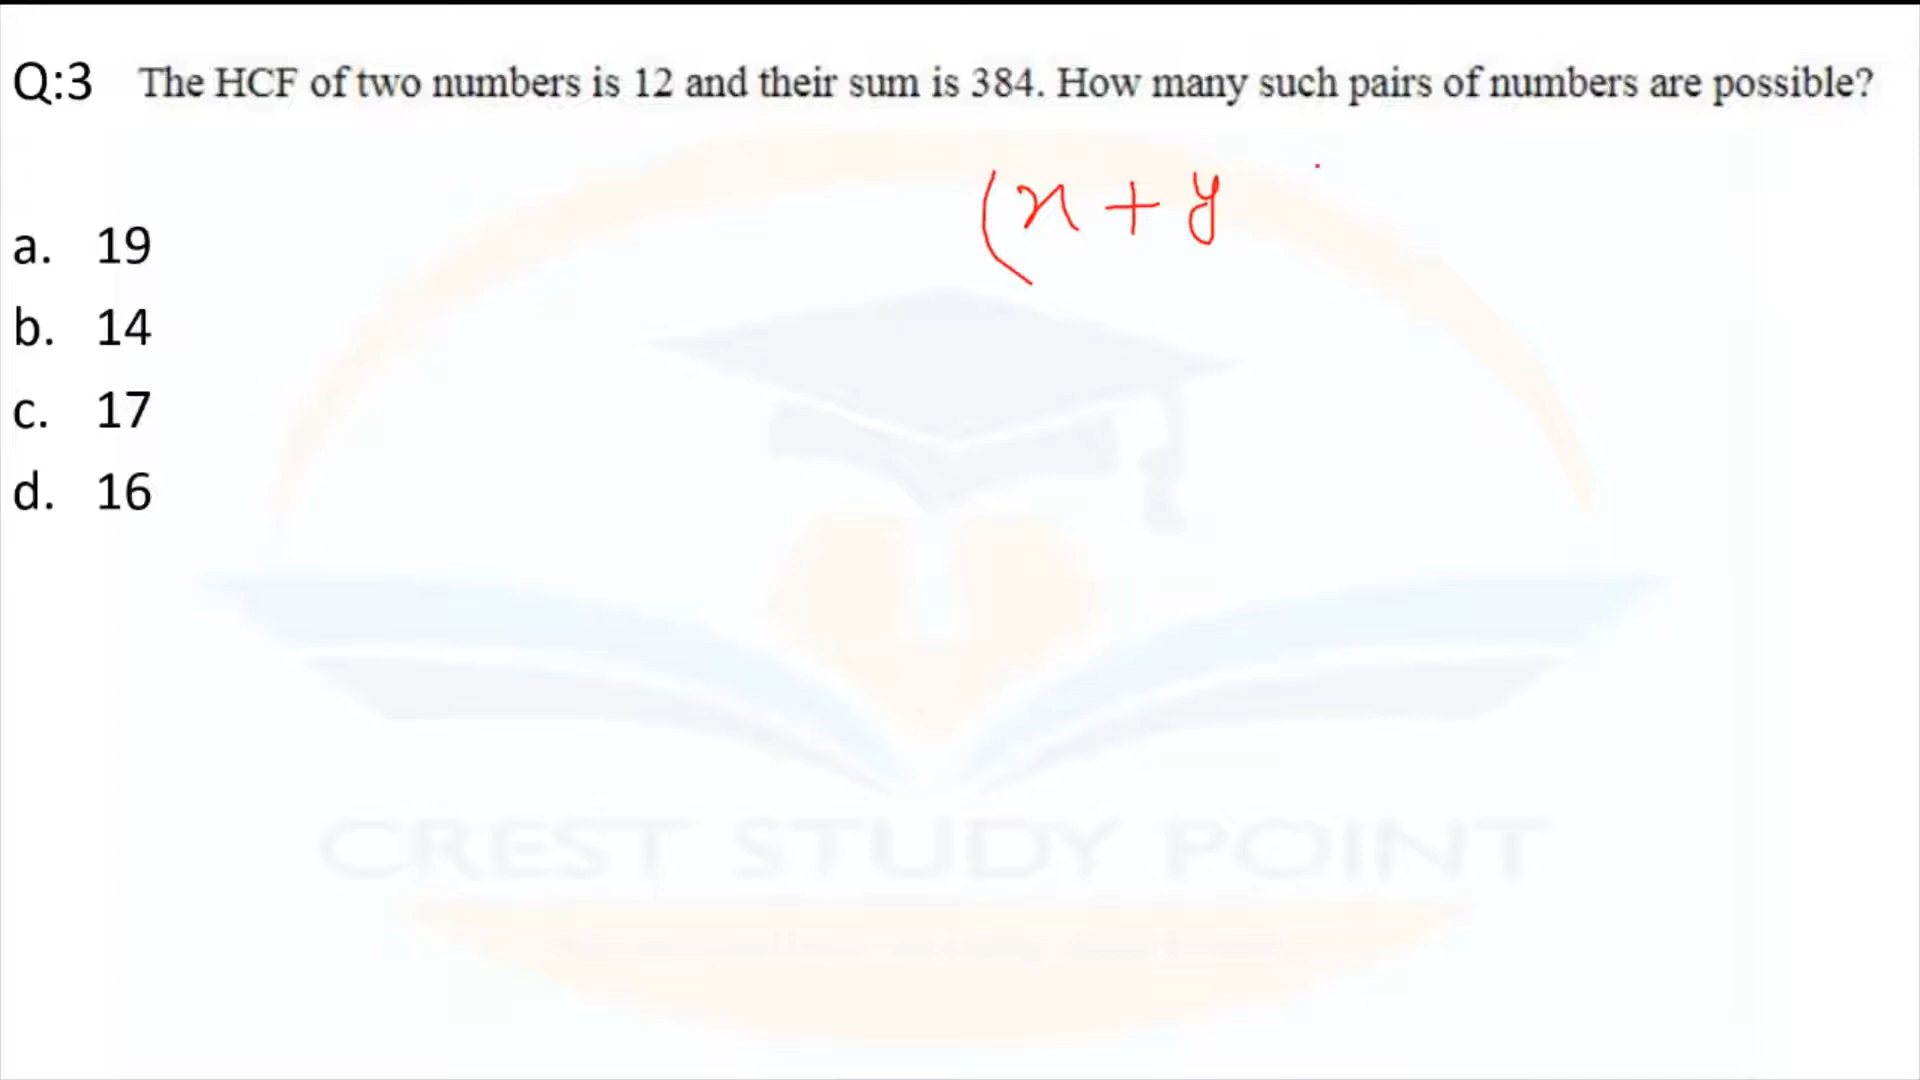 Q:3 The HCF of two numbers is 12 and their sum is 384. How many such pairs of numbers are possible?
(x + y
a. 19
b. 14
c. 17
d. 16
CREST STUDY POINT